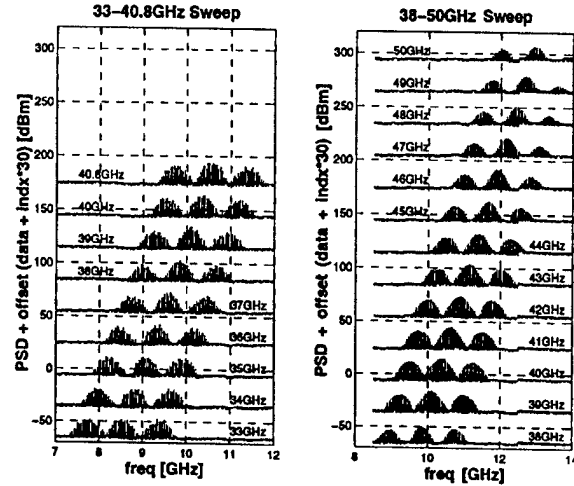 33-40.8GHz Sweep
PSD + offset (data + indx*30) [dBm]
300
250
200
150
100
50
0
-50
40.8GHz
40GHz
39GHz
38GHz
37GHz
36GHz
35GHz
34GHz
33GHz
7
8
9
10
11
12
freq [GHz]
38-50GHz Sweep
PSD + offset (data + indx*30) [dBm]
300
250
200
150
100
50
0
-50
50GHz
49GHz
48GHz
47GHz
46GHz
45GHz
44GHz
43GHz
42GHz
41GHz
40GHz
39GHz
38GHz
8
10
12
14
freq [GHz]